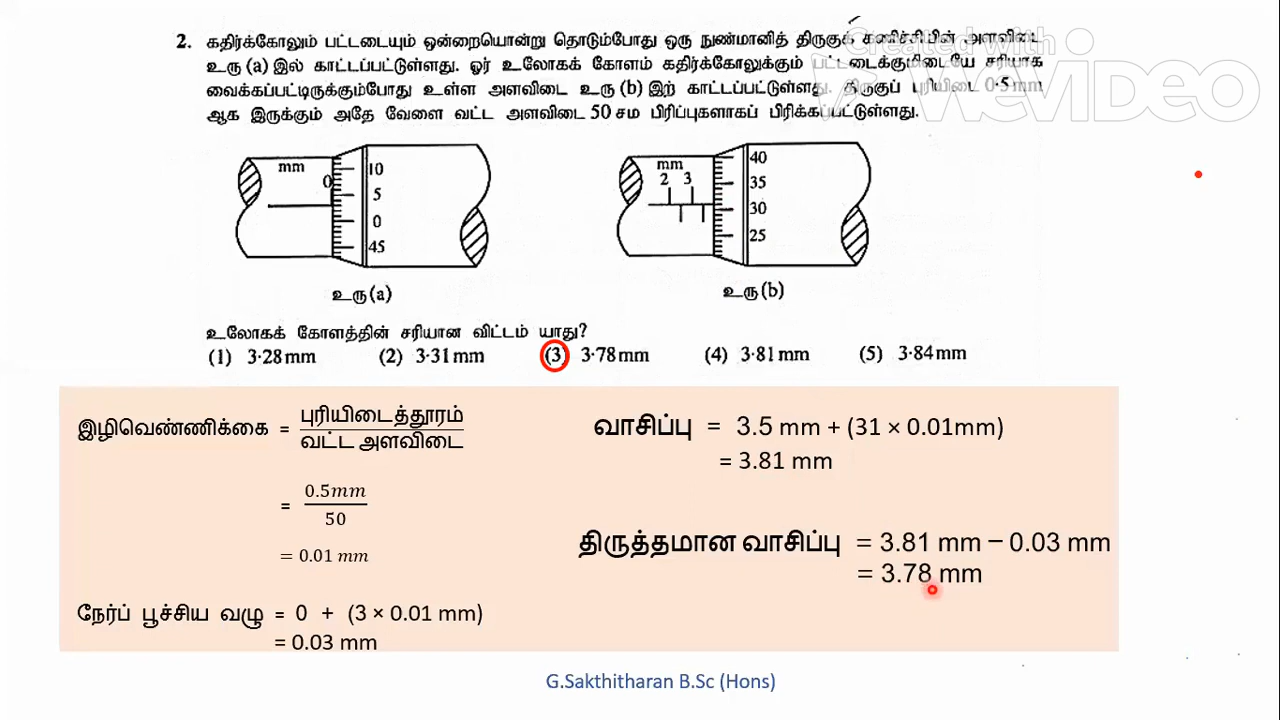 2. கதிர்க்கோலும் பட்டடையும் ஒன்றையொன்று தொடும்போது ஒரு நுண்மானித் திருகுக் கணிச்சியின் அளவிடை
உரு (a) இல் காட்டப்பட்டுள்ளது. ஓர் உலோகக் கோளம் கதிர்க்கோலுக்கும் பட்டடைக்குமிடையே சரியாக
வைக்கப்பட்டிருக்கும்போது உள்ள அளவிடை உரு (b) இற் காட்டப்பட்டுள்ளது. திருகுப் புரியிடை 0·5 mm
ஆக இருக்கும் அதே வேளை வட்ட அளவிடை 50 சம பிரிப்புகளாகப் பிரிக்கப்பட்டுள்ளது.
Created with
WeVideo
mm
0
10
5
0
45
உரு (a)
mm
2 3
40
35
30
25
உரு (b)
உலோகக் கோளத்தின் சரியான விட்டம் யாது?
(1) 3·28 mm (2) 3·31 mm (3) 3·78 mm (4) 3·81 mm (5) 3·84 mm
இழிவெண்ணிக்கை = புரியிடைத்தூரம்
வட்ட அளவிடை
= 0.5mm
50
= 0.01 mm
நேர்ப் பூச்சிய வழு = 0 + (3 × 0.01 mm)
= 0.03 mm
வாசிப்பு = 3.5 mm + (31 × 0.01mm)
= 3.81 mm
திருத்தமான வாசிப்பு = 3.81 mm – 0.03 mm
= 3.78 mm
G.Sakthitharan B.Sc (Hons)